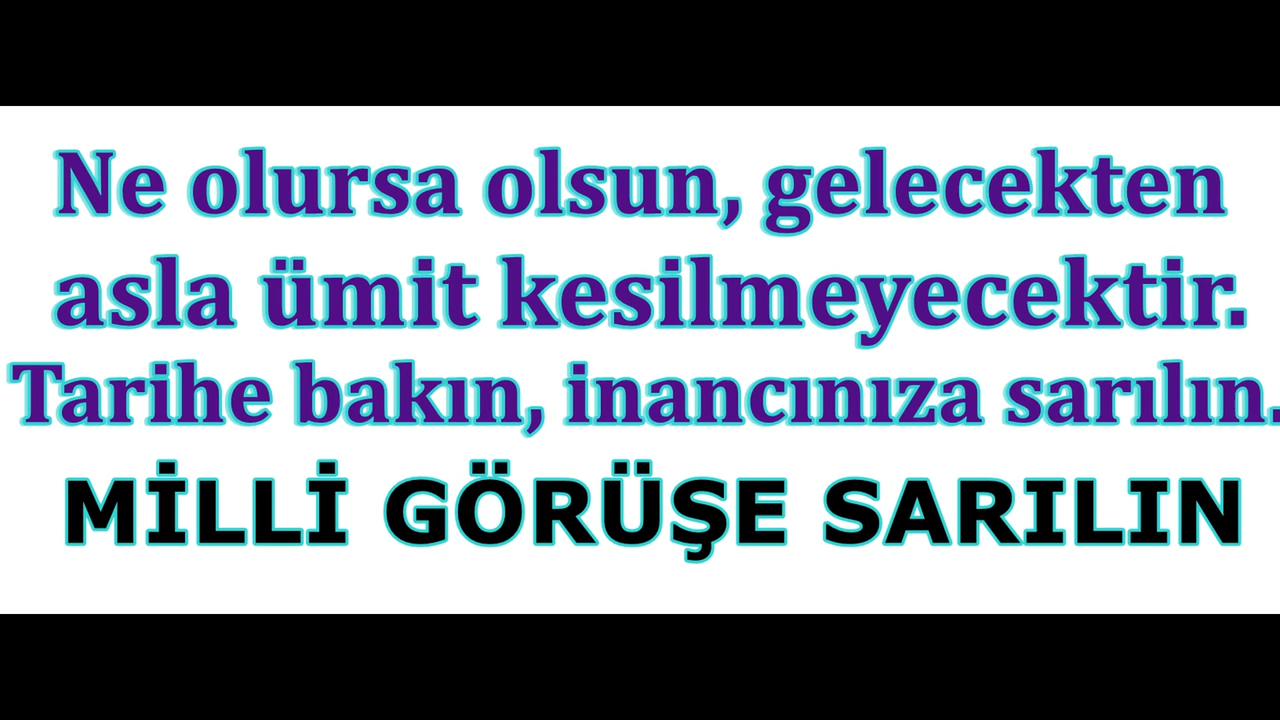 Ne olursa olsun, gelecekten
asla ümit kesilmeyecektir.
Tarihe bakın, inancınıza sarılın.
MİLLİ GÖRÜŞE SARILIN